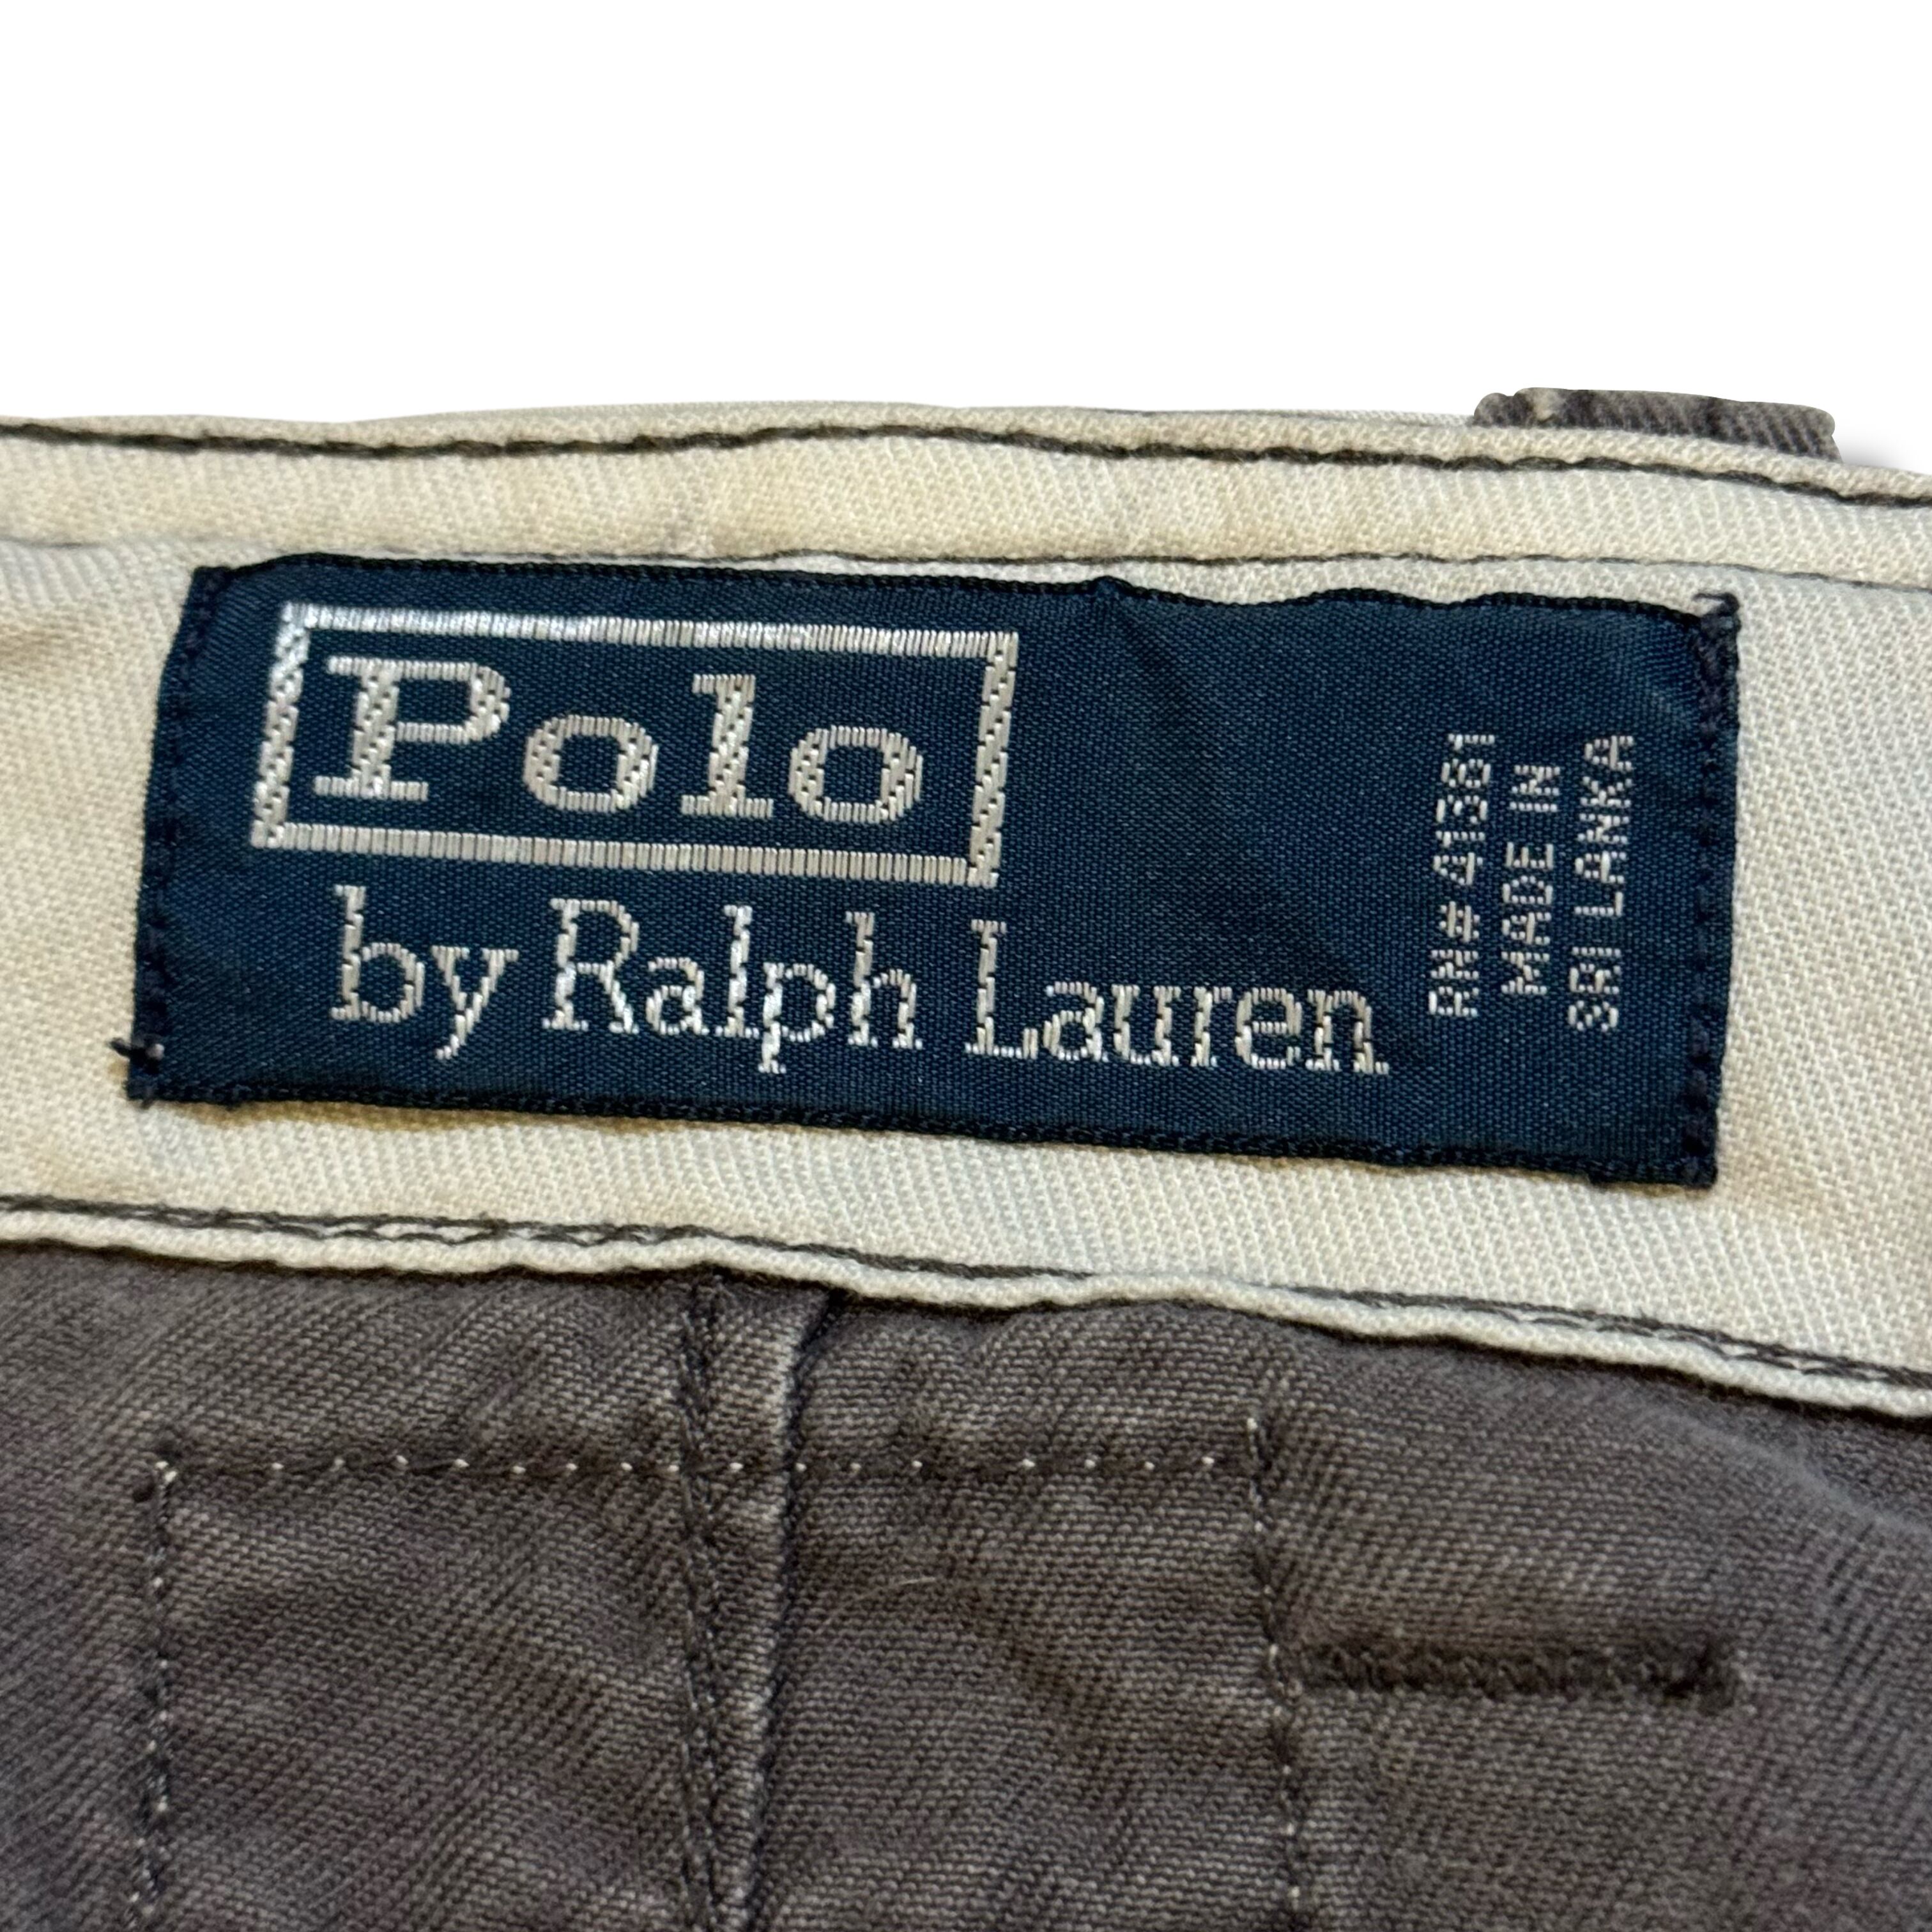 Polo
by Ralph Lauren
RN# 41381
MADE IN
SRI LANKA